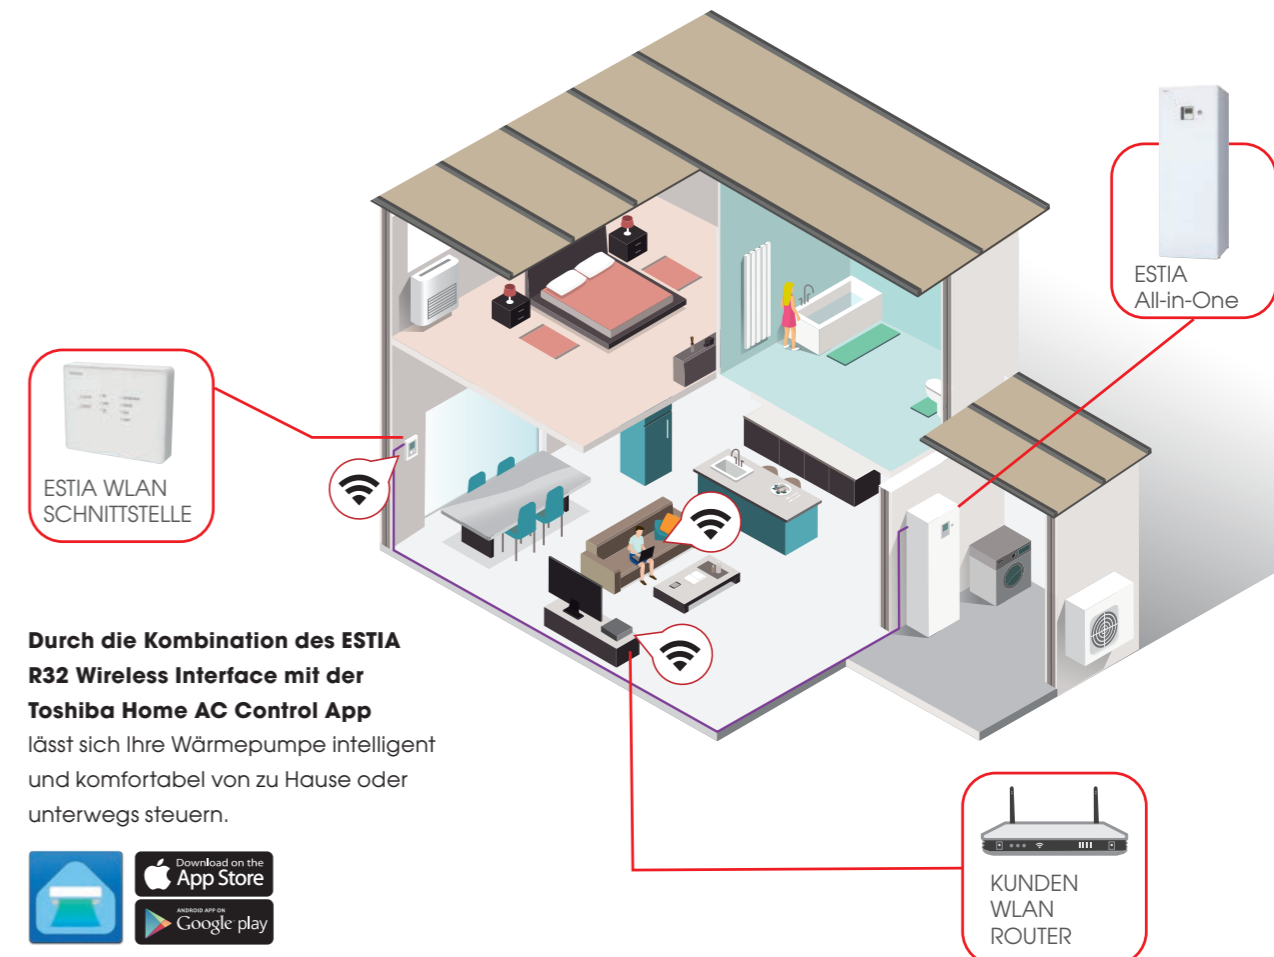 ESTIA
All-in-One
ESTIA WLAN
SCHNITTSTELLE
Durch die Kombination des ESTIA
R32 Wireless Interface mit der
Toshiba Home AC Control App
lässt sich Ihre Wärmepumpe intelligent
und komfortabel von zu Hause oder
unterwegs steuern.
Download on the
App Store
ANDROID APP ON
Google play
KUNDEN
WLAN
ROUTER